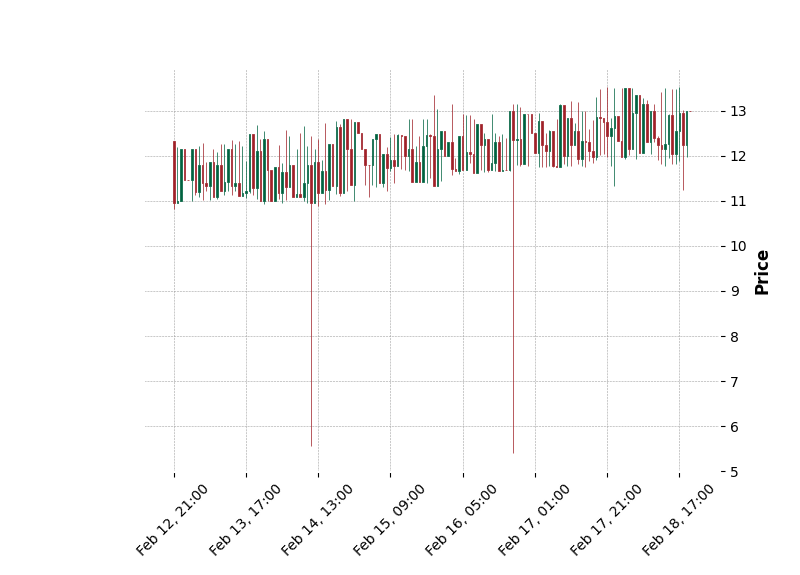 13
12
11
10
9
8
7
6
5
Price
Feb 12, 21:00
Feb 13, 17:00
Feb 14, 13:00
Feb 15, 09:00
Feb 16, 05:00
Feb 17, 01:00
Feb 17, 21:00
Feb 18, 17:00